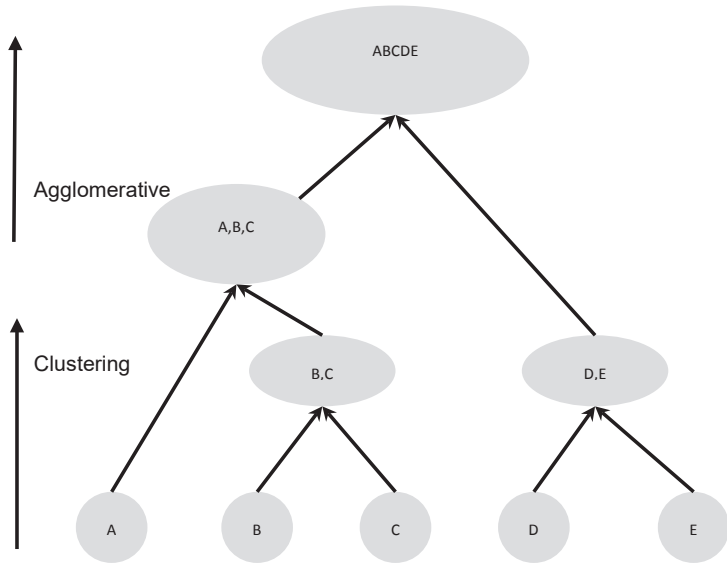 ABCDE
Agglomerative
A,B,C
Clustering
B,C
D,E
A
B
C
D
E